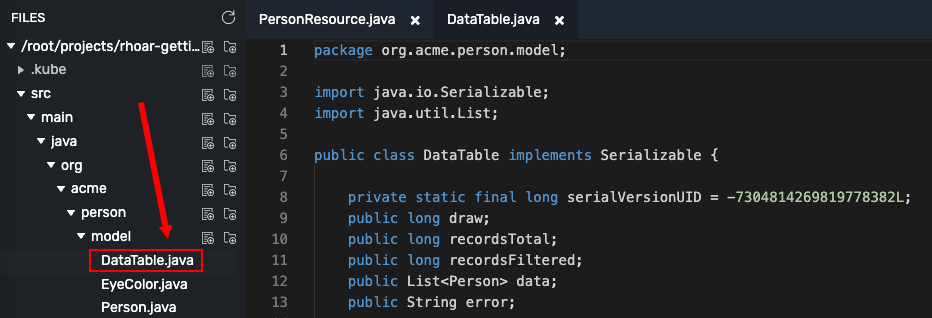 FILES
/root/projects/rhoar-getti...
.kube
src
main
java
org
acme
person
model
DataTable.java
EyeColor.java
Person.java
PersonResource.java × DataTable.java ×
1 package org.acme.person.model;
2
3 import java.io.Serializable;
4 import java.util.List;
5
6 public class DataTable implements Serializable {
7
8 private static final long serialVersionUID = -7304814269819778382L;
9 public long draw;
10 public long recordsTotal;
11 public long recordsFiltered;
12 public List<Person> data;
13 public String error;